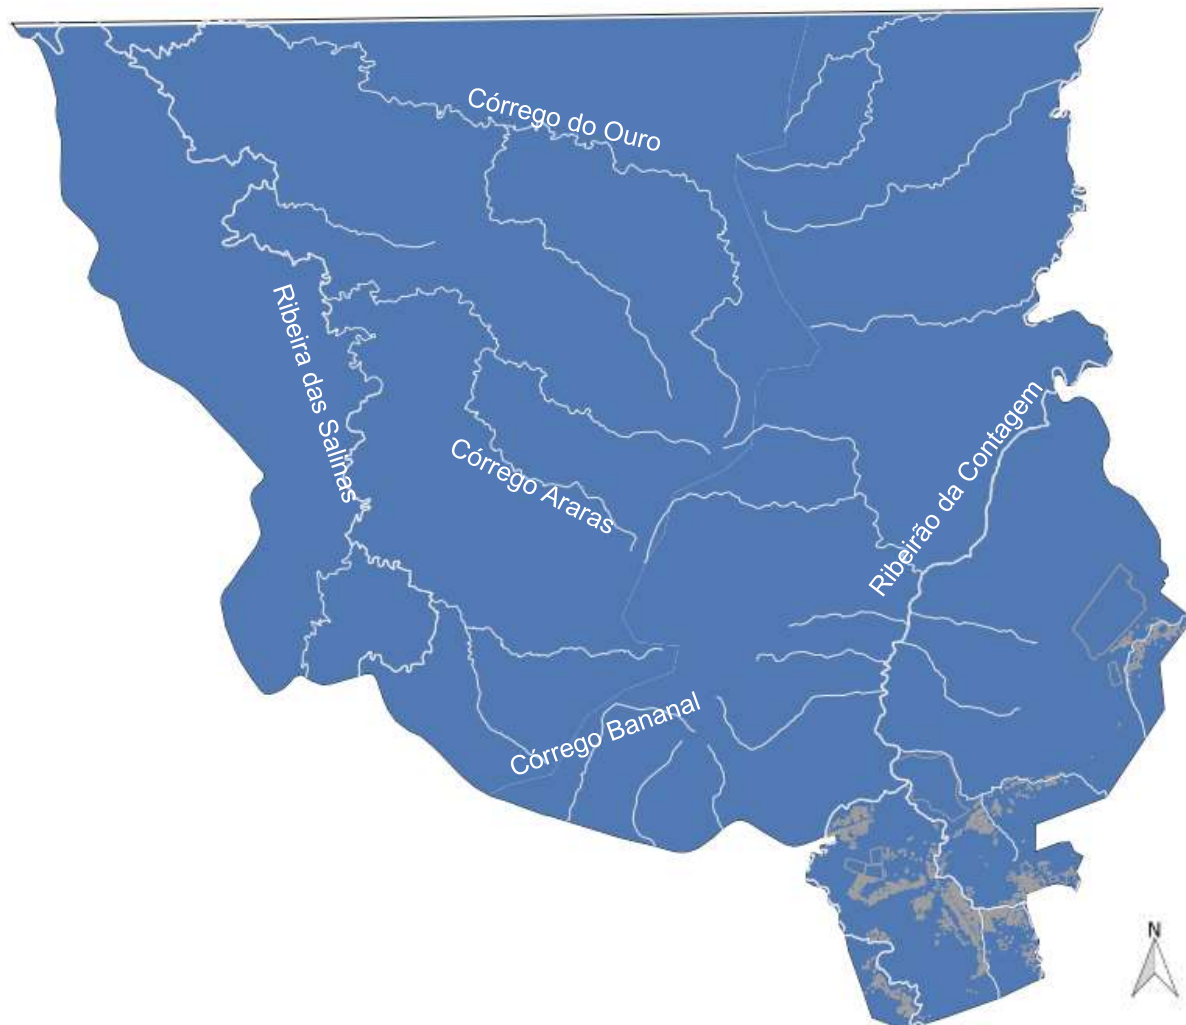 Córrego do Ouro
Ribeira das Salinas
Ribeirão da Contagem
Córrego Araras
Córrego Bananal
N